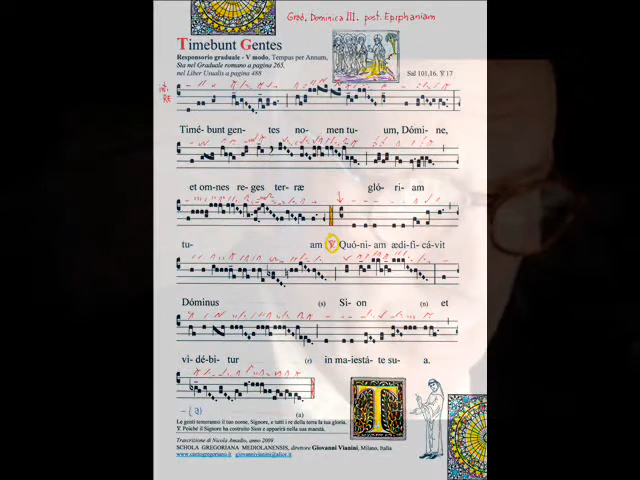 Grad. Dominica III. post. Epiphaniam
Timebunt Gentes
Responsorio graduale - V modo, Tempus per Annum,
Sta nel Graduale romano a pagina 265,
nel Liber Usualis a pagina 488
Sal 101,16. ℣ 17
RE
Timé- bunt gen- tes no- men tu- um, Dómi- ne,
et om-nes re- ges ter- ræ gló- ri- am
tu- am ℣ Quó-ni- am ædi-fi- cá-vit
Dóminus (s) Si- on (n) et
vi- dé-bi- tur (r) in maiestá- te su- a.
(a)
Le genti temeranno il tuo nome, Signore, e tutti i re della terra la tua gloria.
℣. Poiché il Signore ha costruito Sion e apparirà nella sua maestà.
T
Trascrizione di Nicola Amadio, anno 2009.
SCHOLA GREGORIANA MEDIOLANENSIS, direttore Giovanni Vianini, Milano, Italia
www.cantogregoriano.it giovannivianini@alice.it